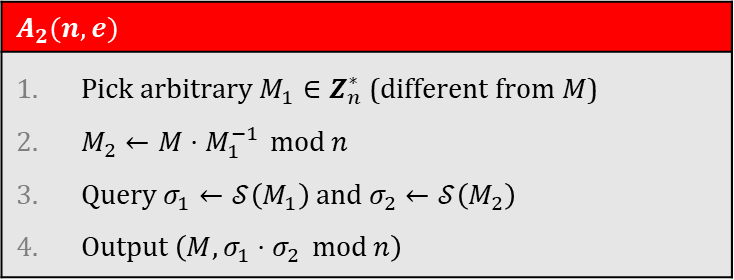 A₂(n, e)
1. Pick arbitrary M₁ ∈ Zₙ* (different from M)
2. M₂ ← M · M₁⁻¹ mod n
3. Query σ₁ ← 𝒮(M₁) and σ₂ ← 𝒮(M₂)
4. Output (M, σ₁ · σ₂ mod n)